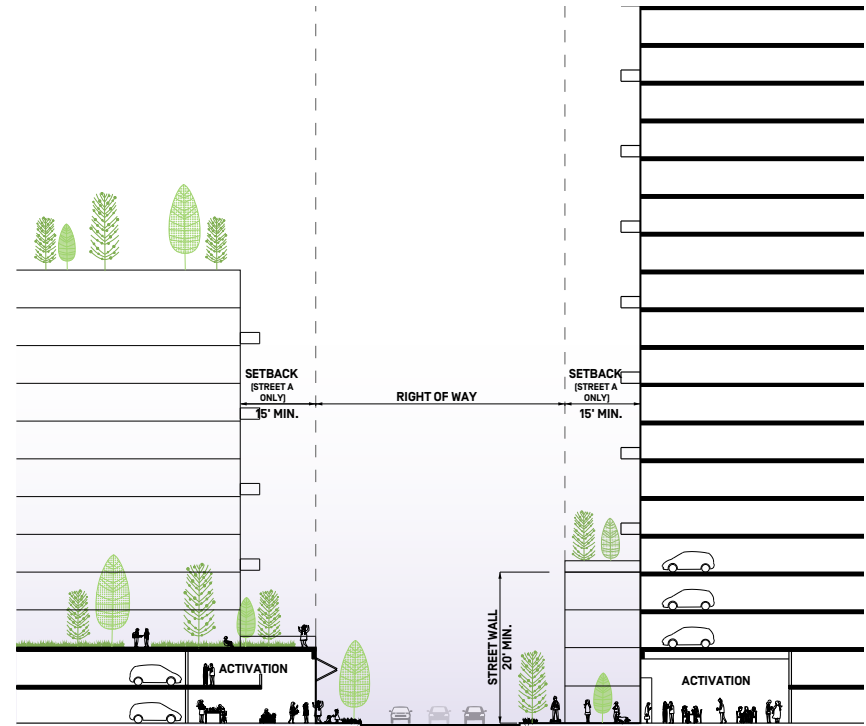 SETBACK
(STREET A
ONLY)
15' MIN.
RIGHT OF WAY
SETBACK
(STREET A
ONLY)
15' MIN.
STREET WALL
20' MIN.
ACTIVATION
ACTIVATION